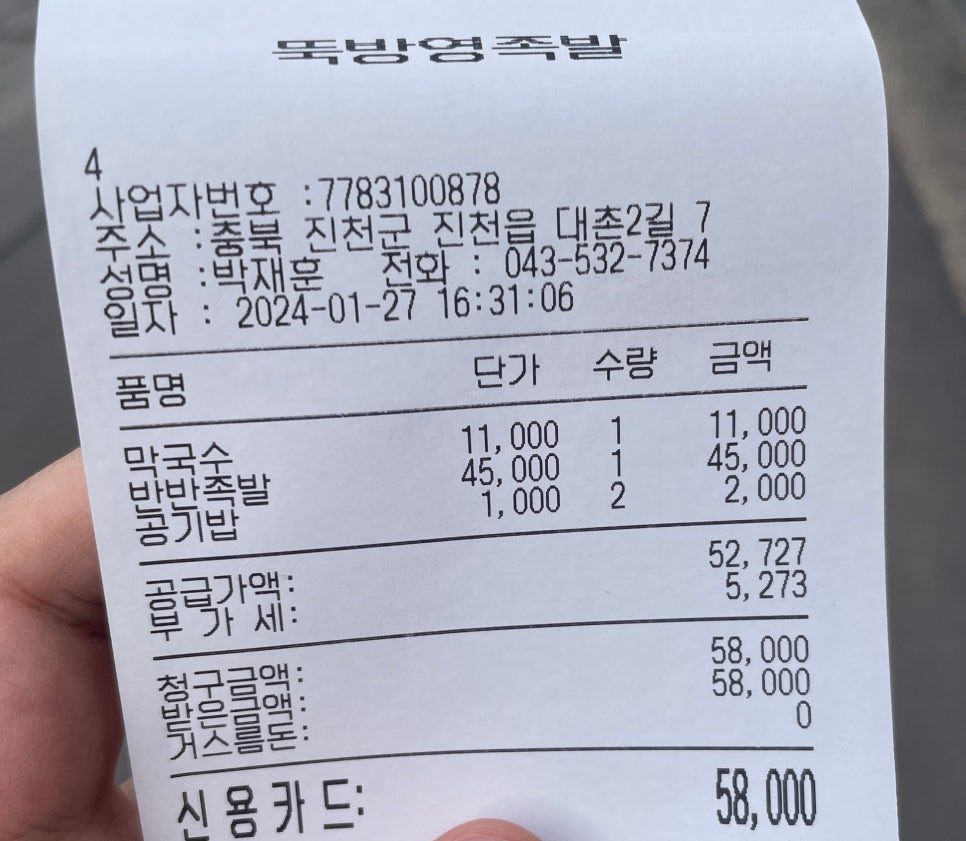 뚝방영족발
4
사업자번호 :7783100878
주소 :충북 진천군 진천읍 대촌2길 7
성명 :박재훈 전화 : 043-532-7374
일자 : 2024-01-27 16:31:06
품명 단가 수량 금액
막국수 11,000 1 11,000
반반족발 45,000 1 45,000
공기밥 1,000 2 2,000
공급가액: 52,727
부 가 세: 5,273
청구금액: 58,000
받은금액: 58,000
거스름돈: 0
신용카드: 58,000